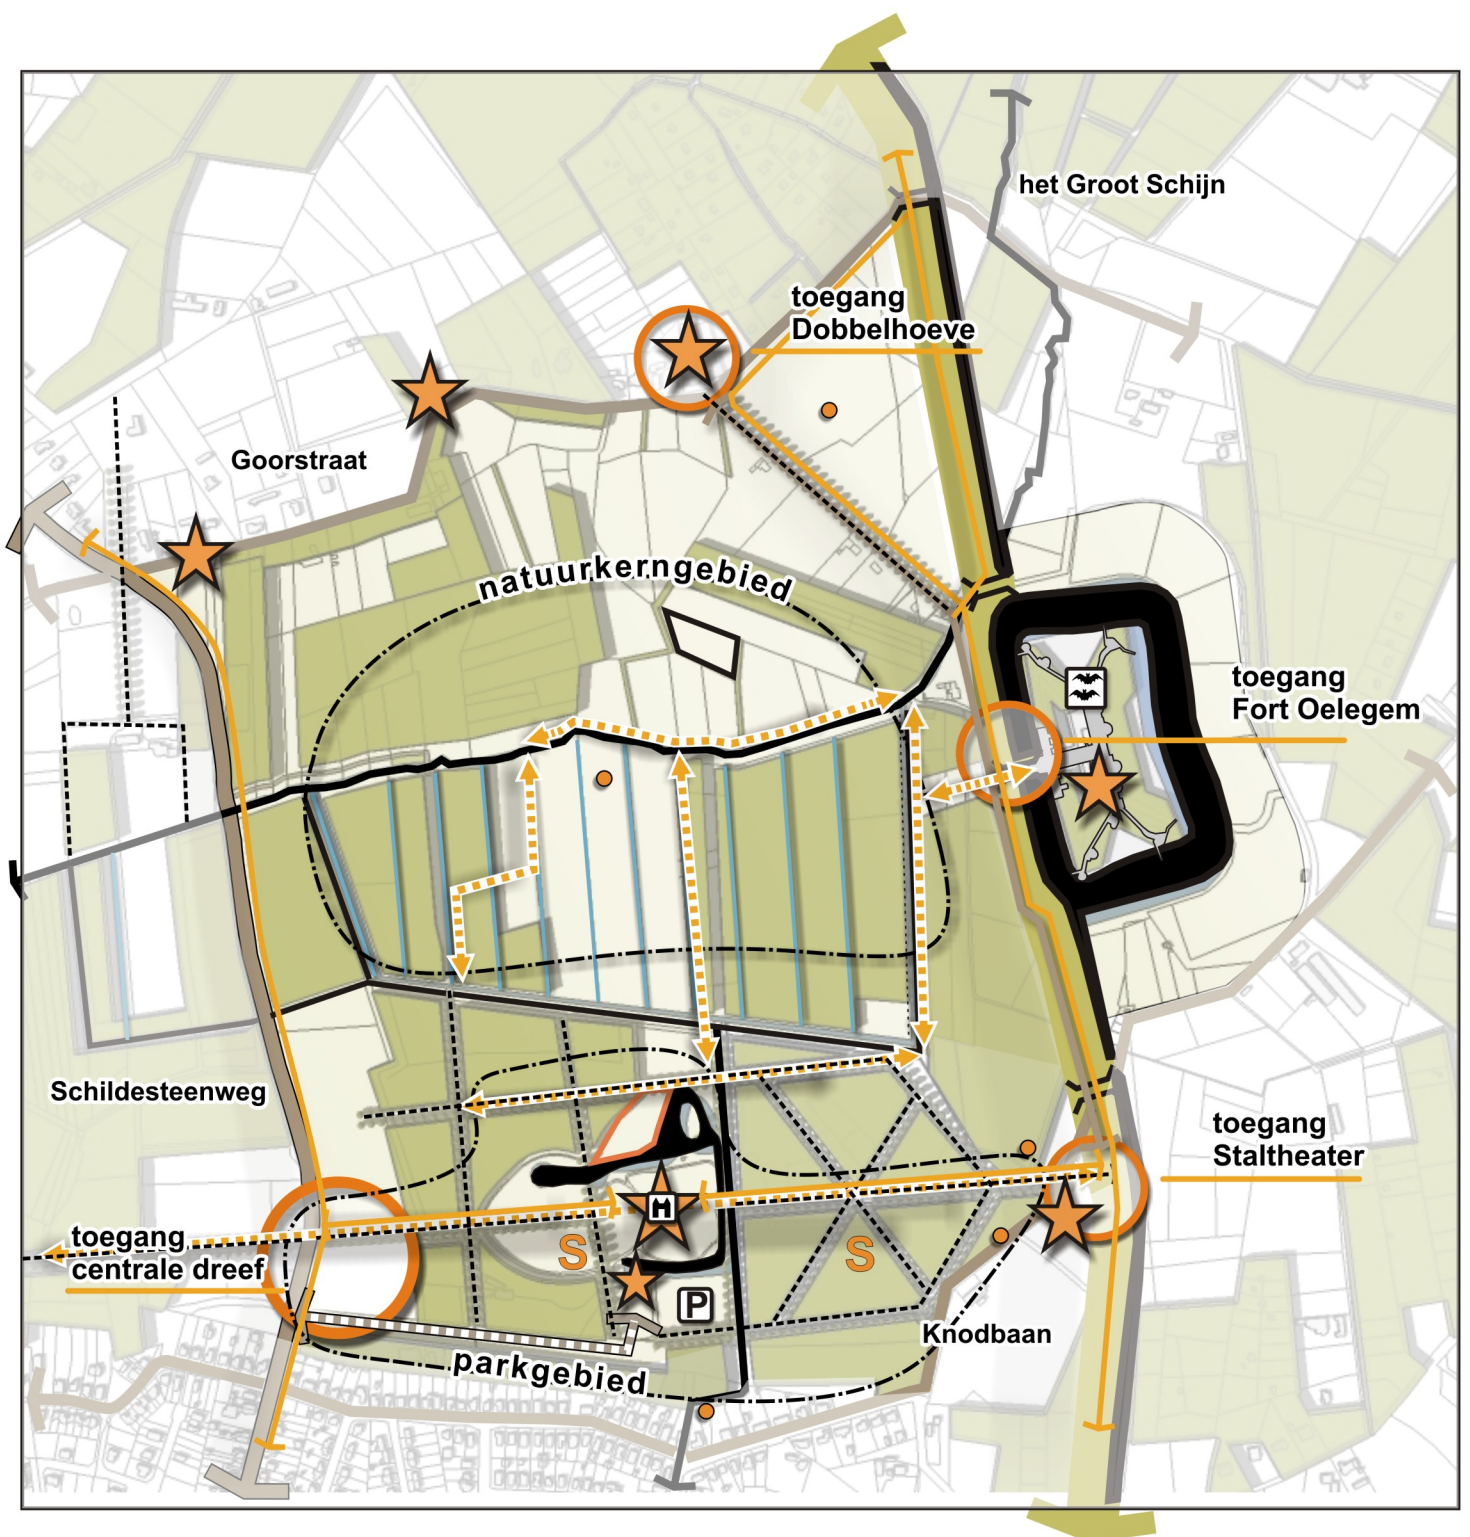 het Groot Schijn
toegang
Dobbelhoeve
Goorstraat
natuurkerngebied
toegang
Fort Oelegem
Schildesteenweg
toegang
Staltheater
toegang
centrale dreef
S
S
P
Knodbaan
parkgebied